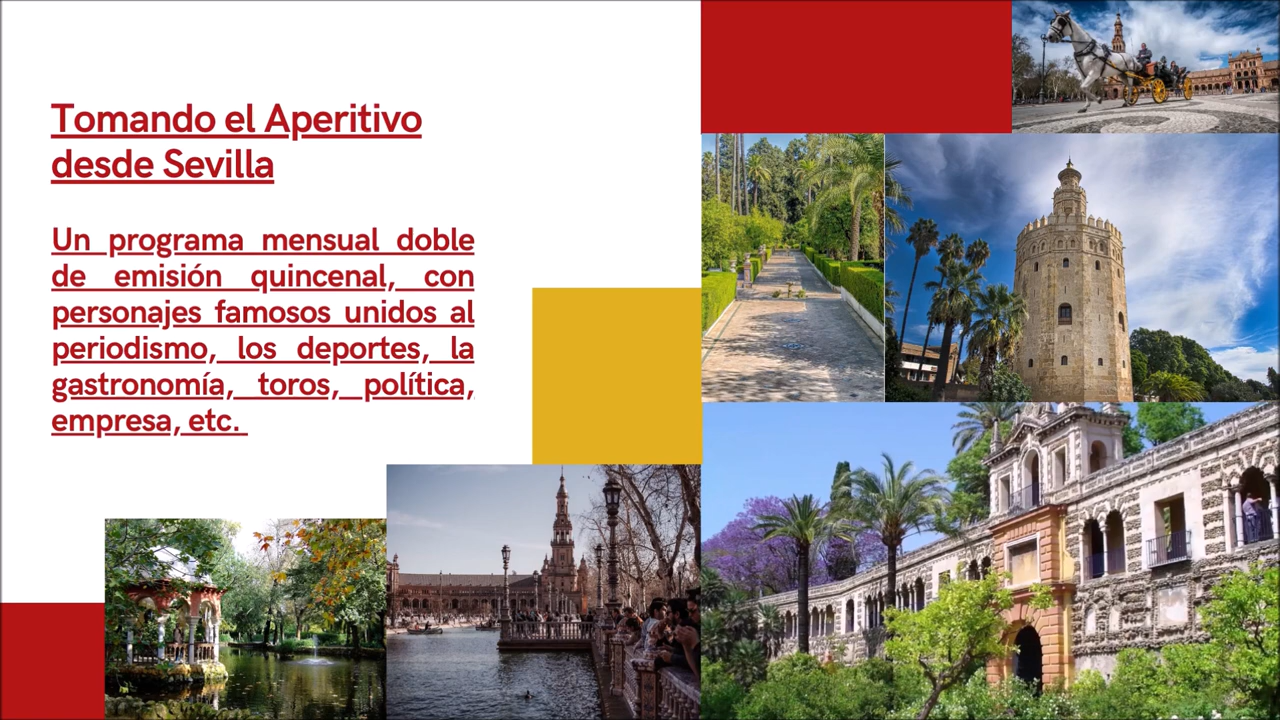 Tomando el Aperitivo
desde Sevilla
Un programa mensual doble
de emisión quincenal, con
personajes famosos unidos al
periodismo, los deportes, la
gastronomía, toros, política,
empresa, etc.